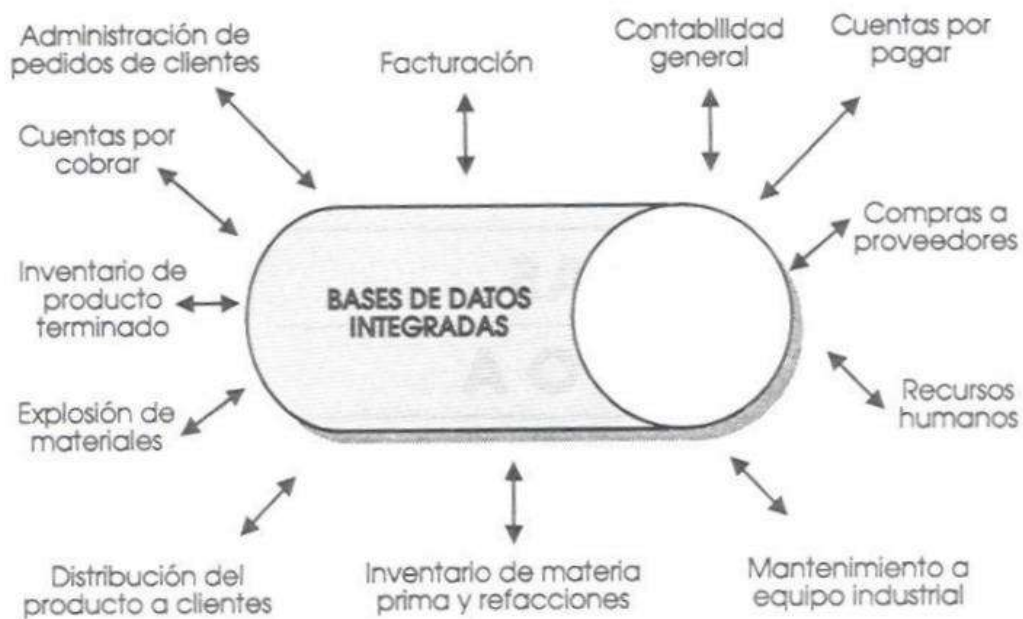 Administración de
pedidos de clientes
Facturación
Contabilidad
general
Cuentas por
pagar
Cuentas por
cobrar
Compras a
proveedores
Inventario de
producto
terminado
BASES DE DATOS
INTEGRADAS
Explosión de
materiales
Recursos
humanos
Distribución del
producto a clientes
Inventario de materia
prima y refacciones
Mantenimiento a
equipo industrial